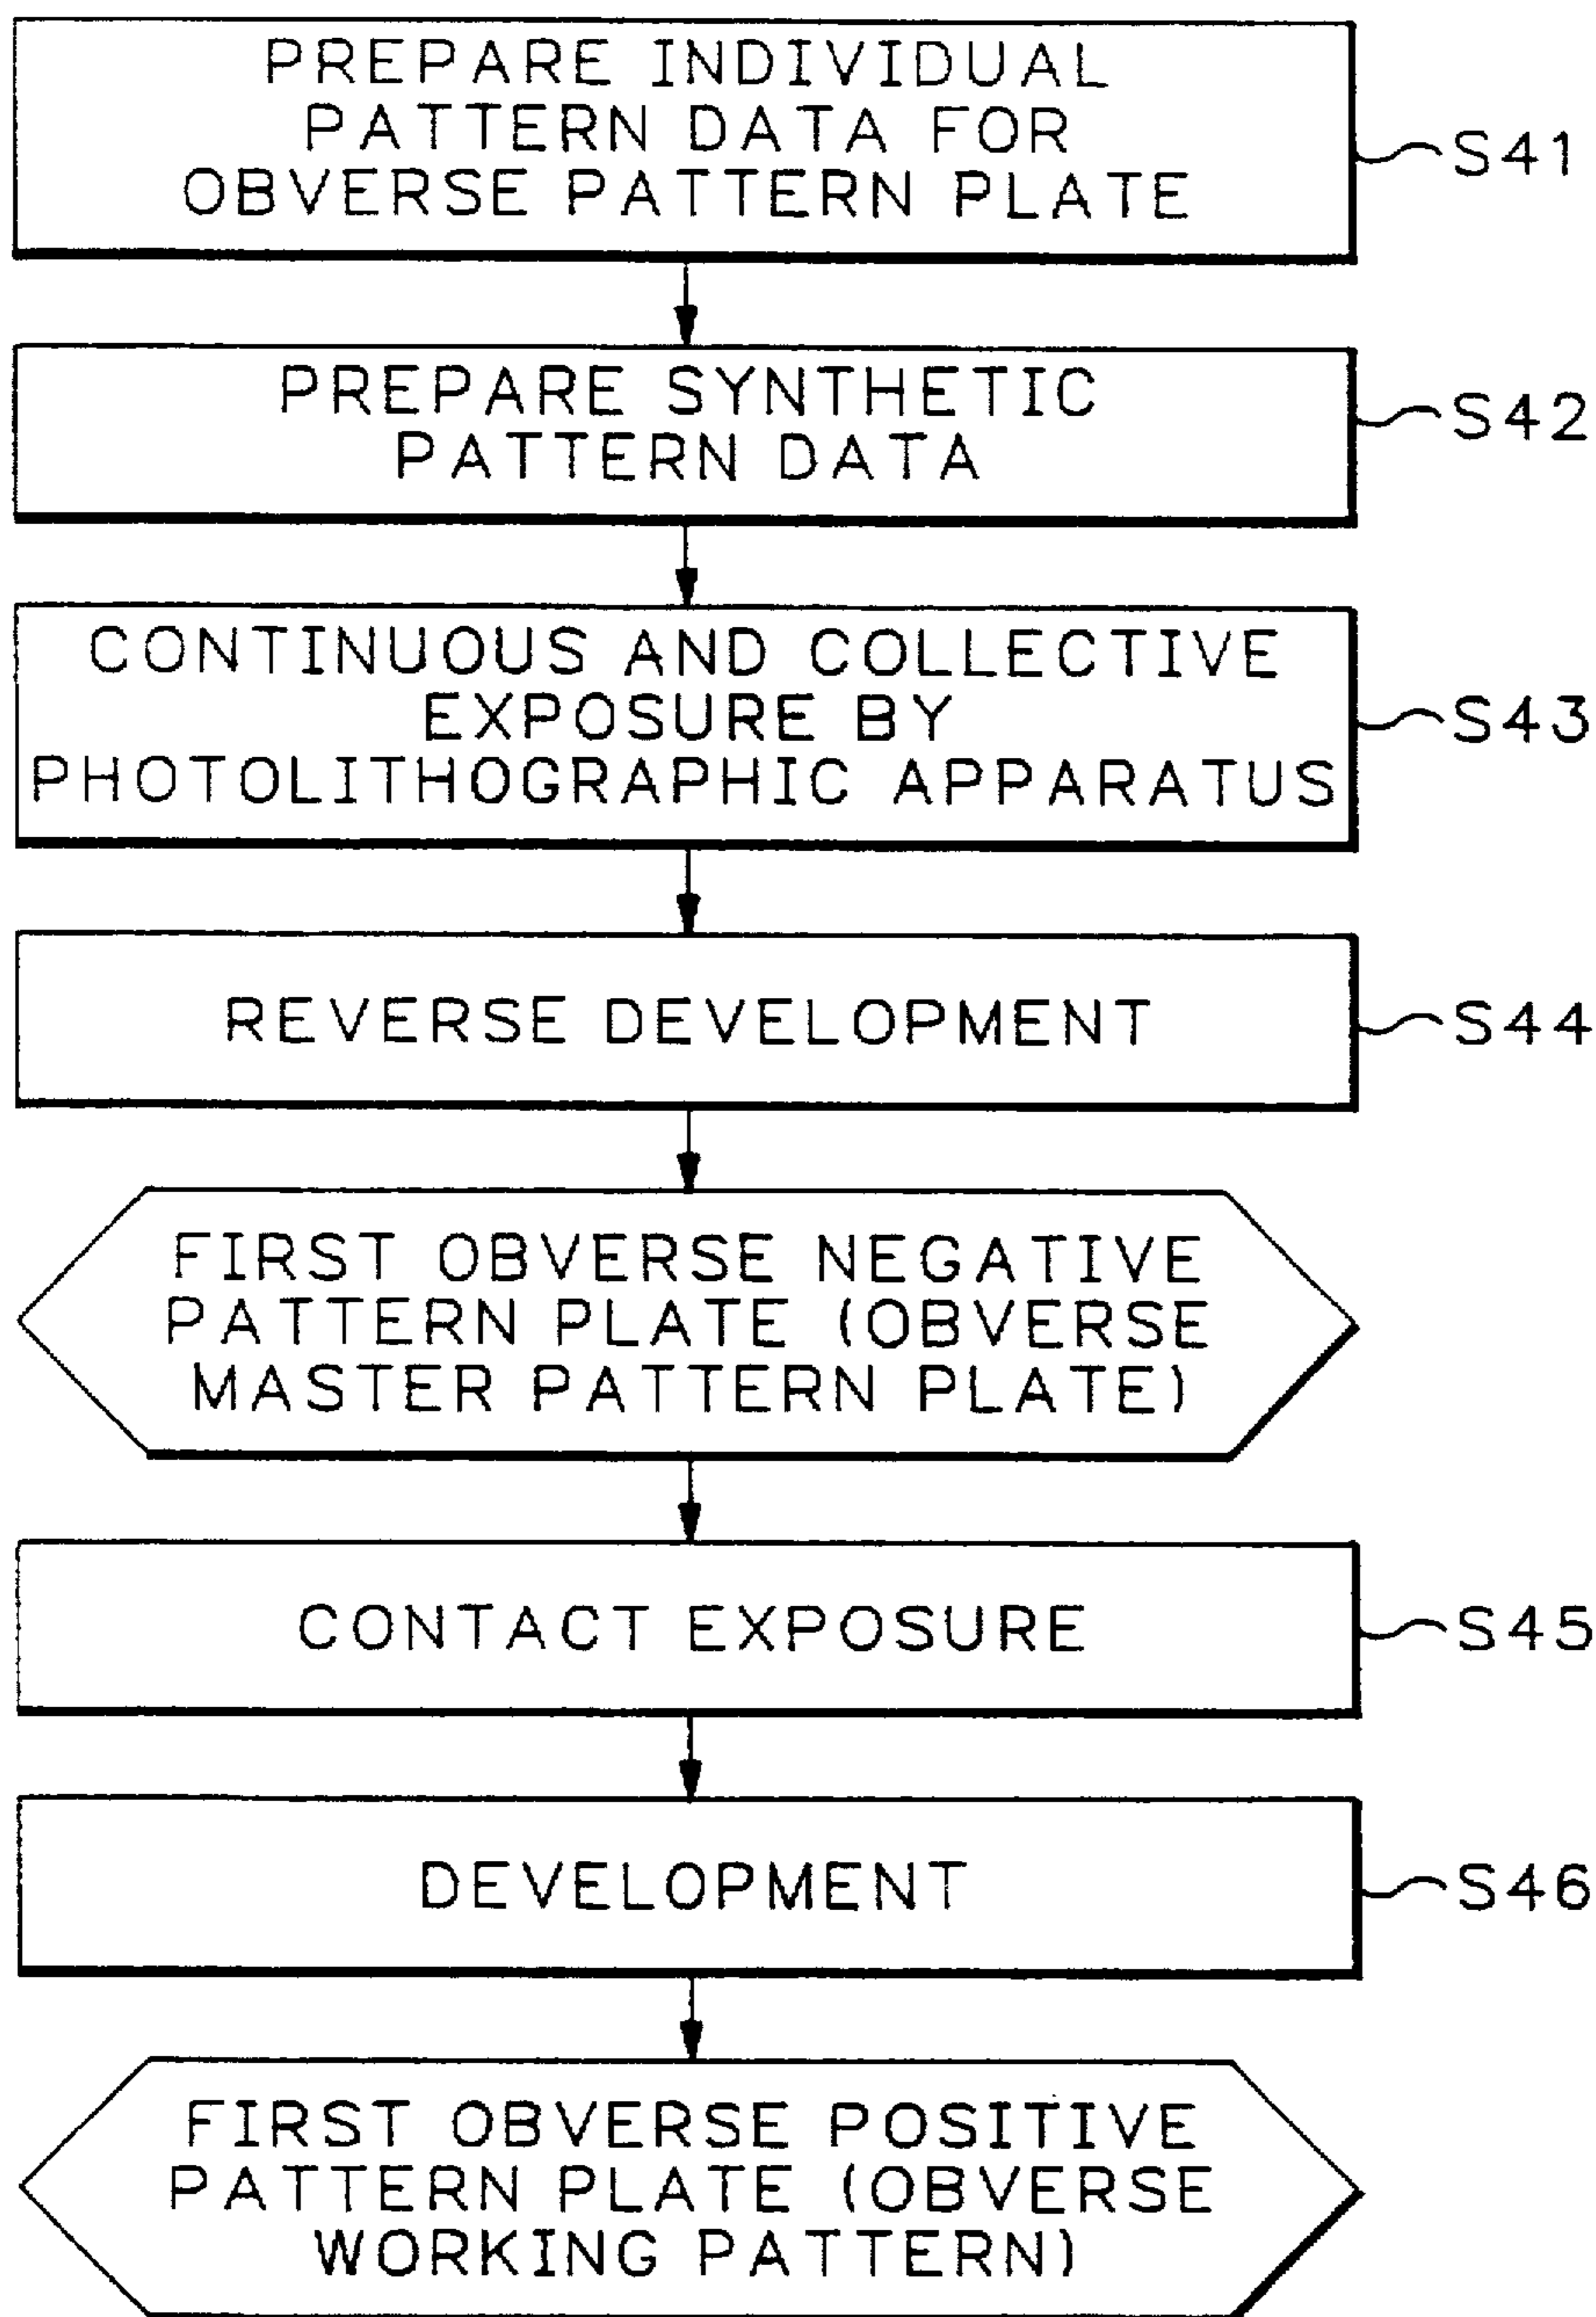 PREPARE INDIVIDUAL
PATTERN DATA FOR
OBVERSE PATTERN PLATE
S41
PREPARE SYNTHETIC
PATTERN DATA
S42
CONTINUOUS AND COLLECTIVE
EXPOSURE BY
PHOTOLITHOGRAPHIC APPARATUS
S43
REVERSE DEVELOPMENT
S44
FIRST OBVERSE NEGATIVE
PATTERN PLATE (OBVERSE
MASTER PATTERN PLATE)
CONTACT EXPOSURE
S45
DEVELOPMENT
S46
FIRST OBVERSE POSITIVE
PATTERN PLATE (OBVERSE
WORKING PATTERN)